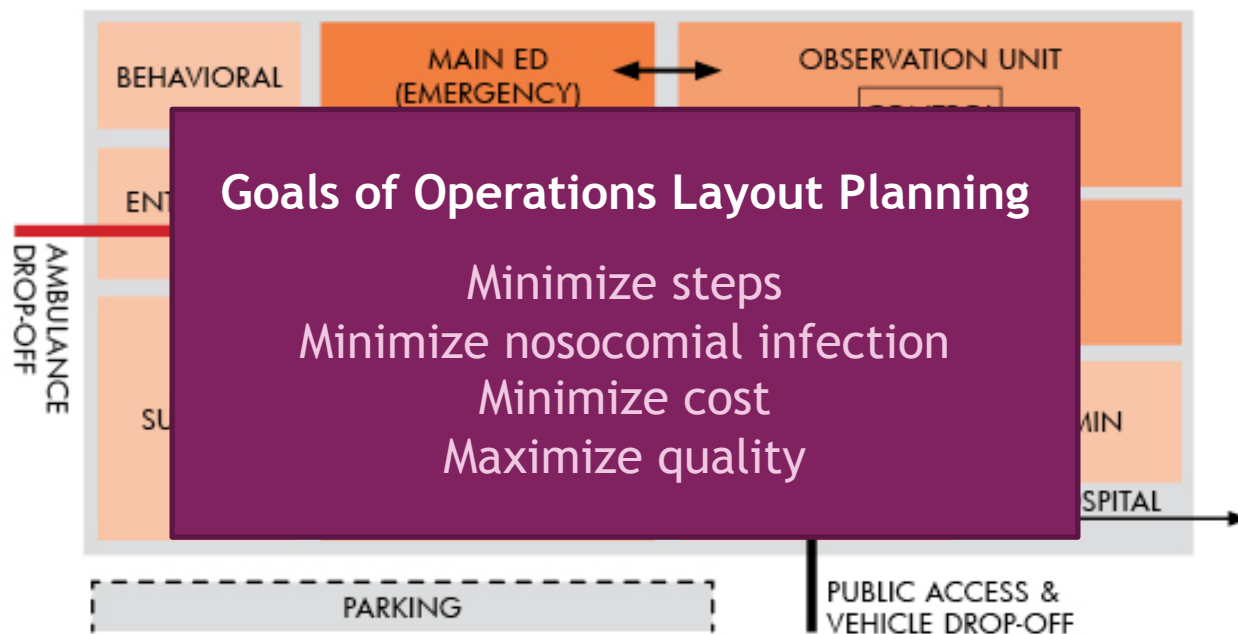 BEHAVIORAL
MAIN ED
(EMERGENCY)
OBSERVATION UNIT
Goals of Operations Layout Planning
Minimize steps
Minimize nosocomial infection
Minimize cost
Maximize quality
AMBULANCE
DROP-OFF
PARKING
PUBLIC ACCESS &
VEHICLE DROP-OFF